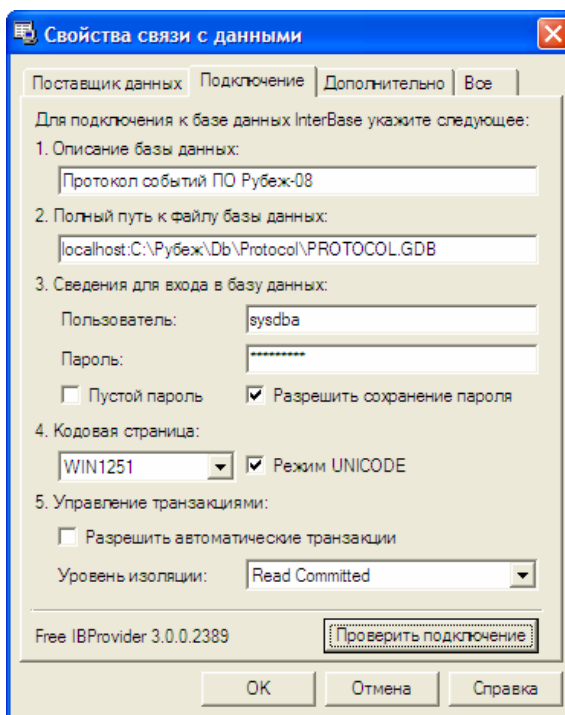 Свойства связи с данными
Поставщик данных Подключение Дополнительно Все
Для подключения к базе данных InterBase укажите следующее:
1. Описание базы данных:
Протокол событий ПО Рубеж-08
2. Полный путь к файлу базы данных:
localhost:C:\Рубеж\Db\Protocol\PROTOCOL.GDB
3. Сведения для входа в базу данных:
Пользователь: sysdba
Пароль: *********
Пустой пароль Разрешить сохранение пароля
4. Кодовая страница:
WIN1251 Режим UNICODE
5. Управление транзакциями:
Разрешить автоматические транзакции
Уровень изоляции: Read Committed
Free IBProvider 3.0.0.2389 Проверить подключение
OK Отмена Справка